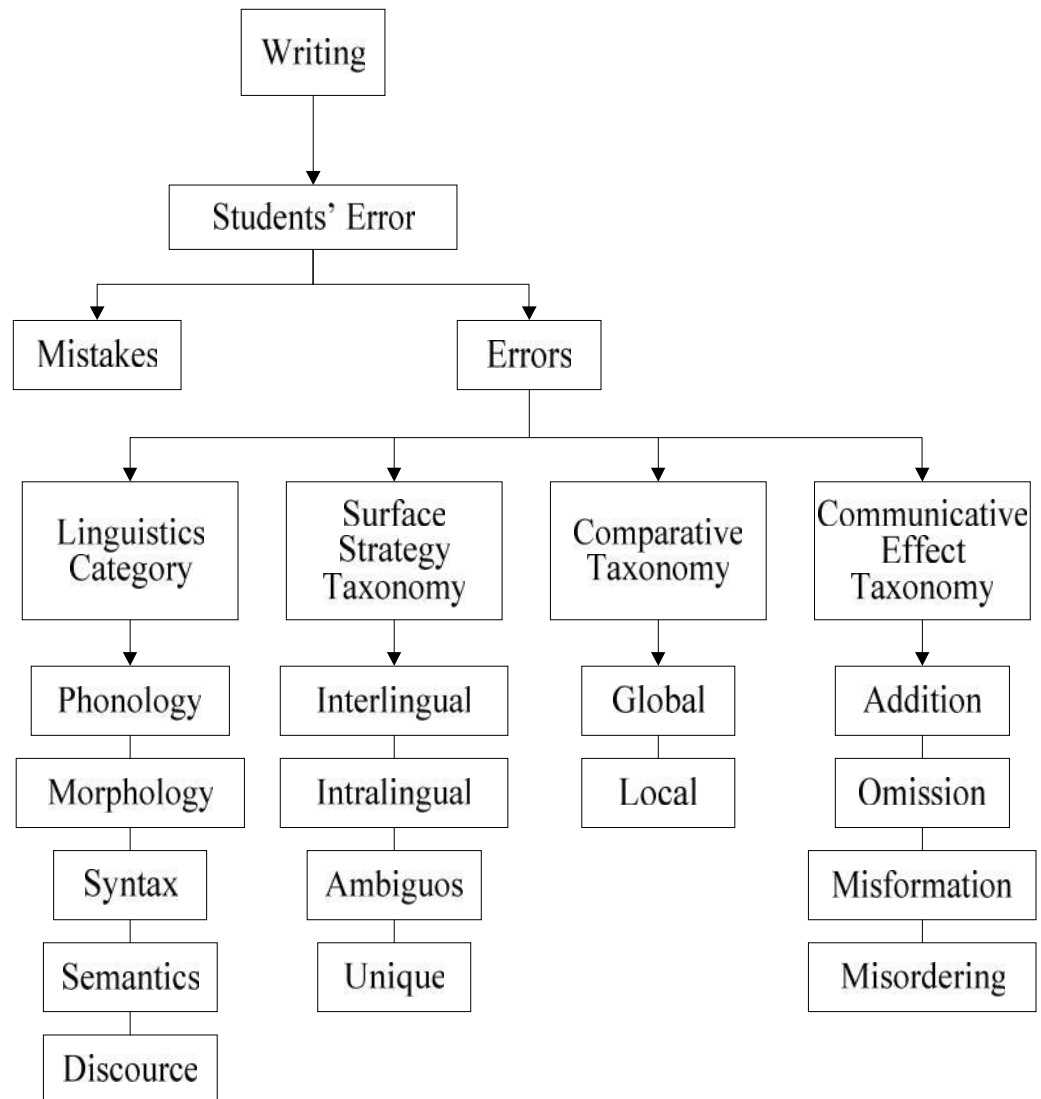 Writing
Students’ Error
Mistakes
Errors
Linguistics
Category
Surface
Strategy
Taxonomy
Comparative
Taxonomy
Communicative
Effect
Taxonomy
Phonology
Interlingual
Global
Addition
Morphology
Intralingual
Local
Omission
Syntax
Ambiguos
Misformation
Semantics
Unique
Misordering
Discource